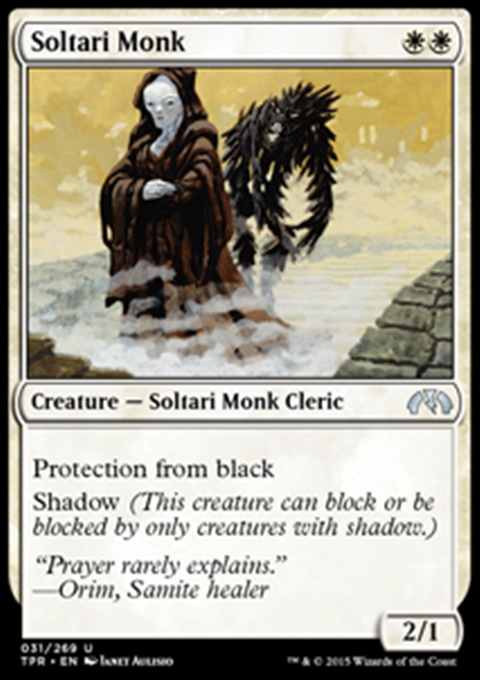 Soltari Monk
Creature — Soltari Monk Cleric
Protection from black
Shadow (This creature can block or be
blocked by only creatures with shadow.)
“Prayer rarely explains.”
—Orim, Samite healer
2/1
031/269 U
TPR • EN Janet Aulisio
™ & © 2015 Wizards of the Coast